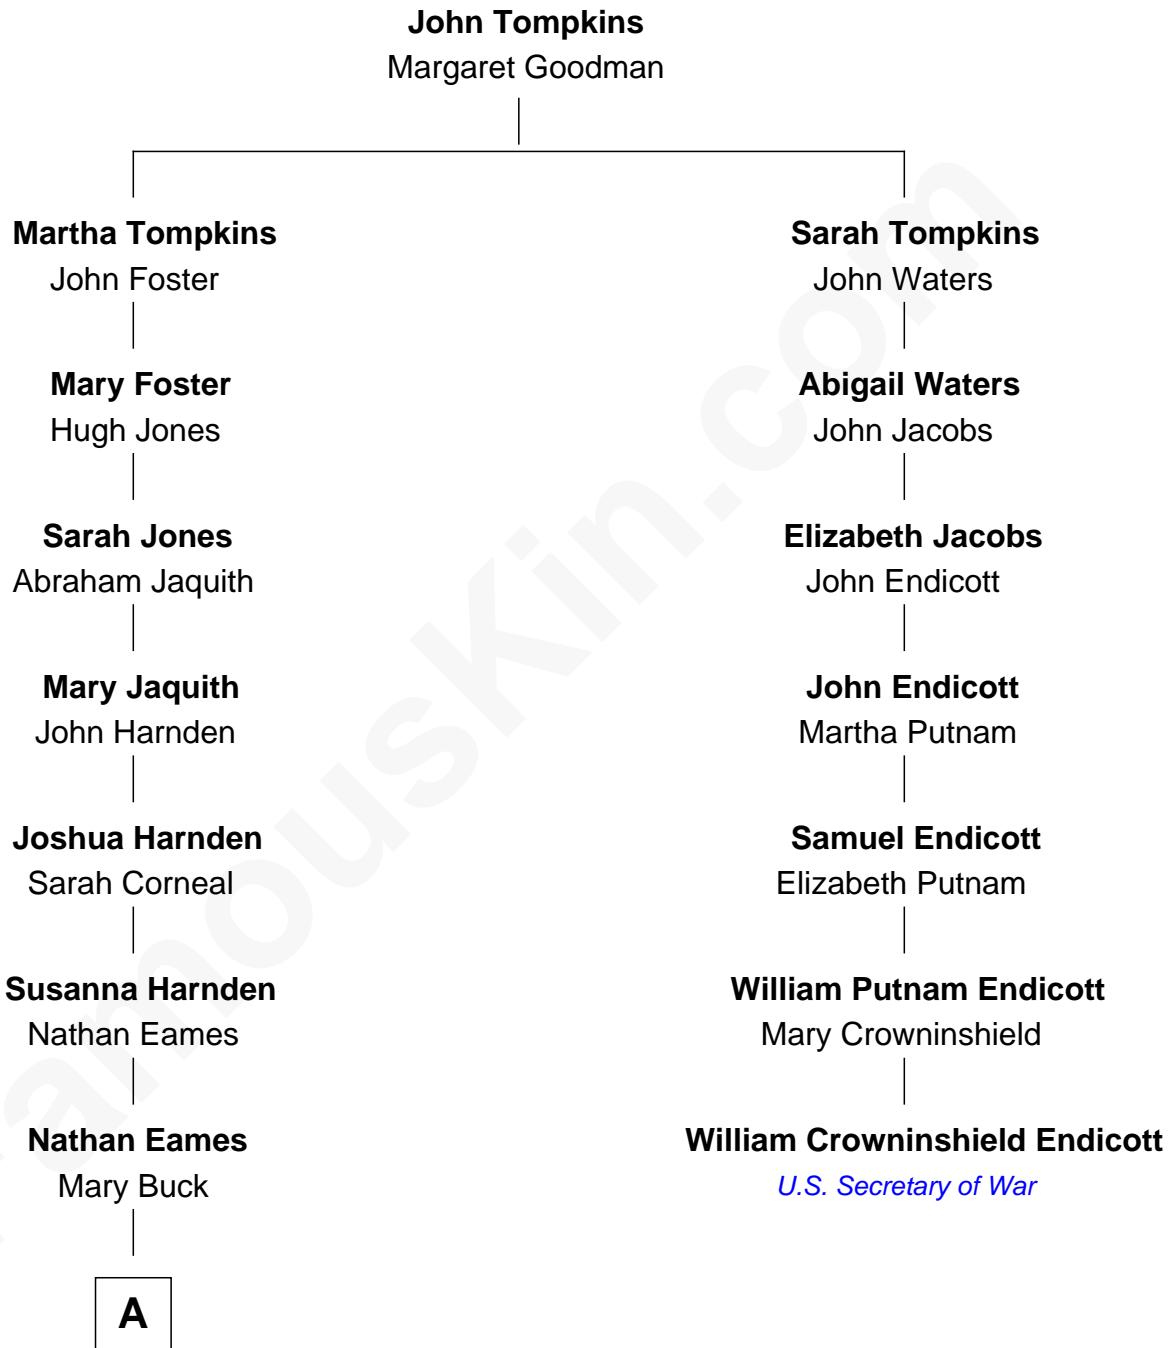 John Tompkins
Margaret Goodman
Martha Tompkins
John Foster
Sarah Tompkins
John Waters
Mary Foster
Hugh Jones
Abigail Waters
John Jacobs
Sarah Jones
Abraham Jaquith
Elizabeth Jacobs
John Endicott
Mary Jaquith
John Harnden
John Endicott
Martha Putnam
Joshua Harnden
Sarah Corneal
Samuel Endicott
Elizabeth Putnam
Susanna Harnden
Nathan Eames
William Putnam Endicott
Mary Crowninshield
Nathan Eames
Mary Buck
William Crowninshield Endicott
U.S. Secretary of War
A
FamousKin.com